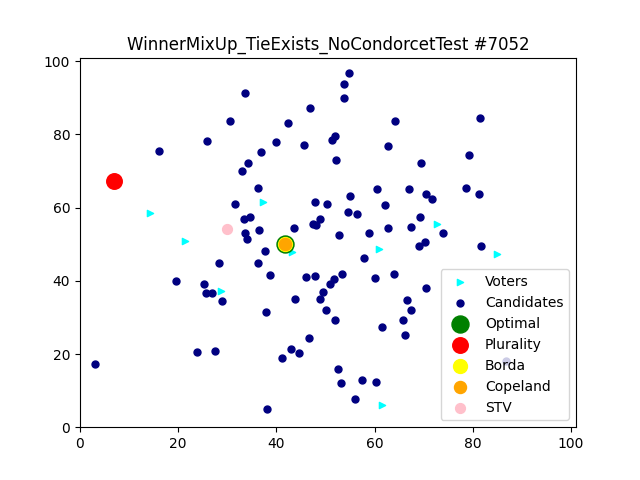 WinnerMixUp_TieExists_NoCondorcetTest #7052
100
80
60
40
20
0
0 20 40 60 80 100
Voters
Candidates
Optimal
Plurality
Borda
Copeland
STV